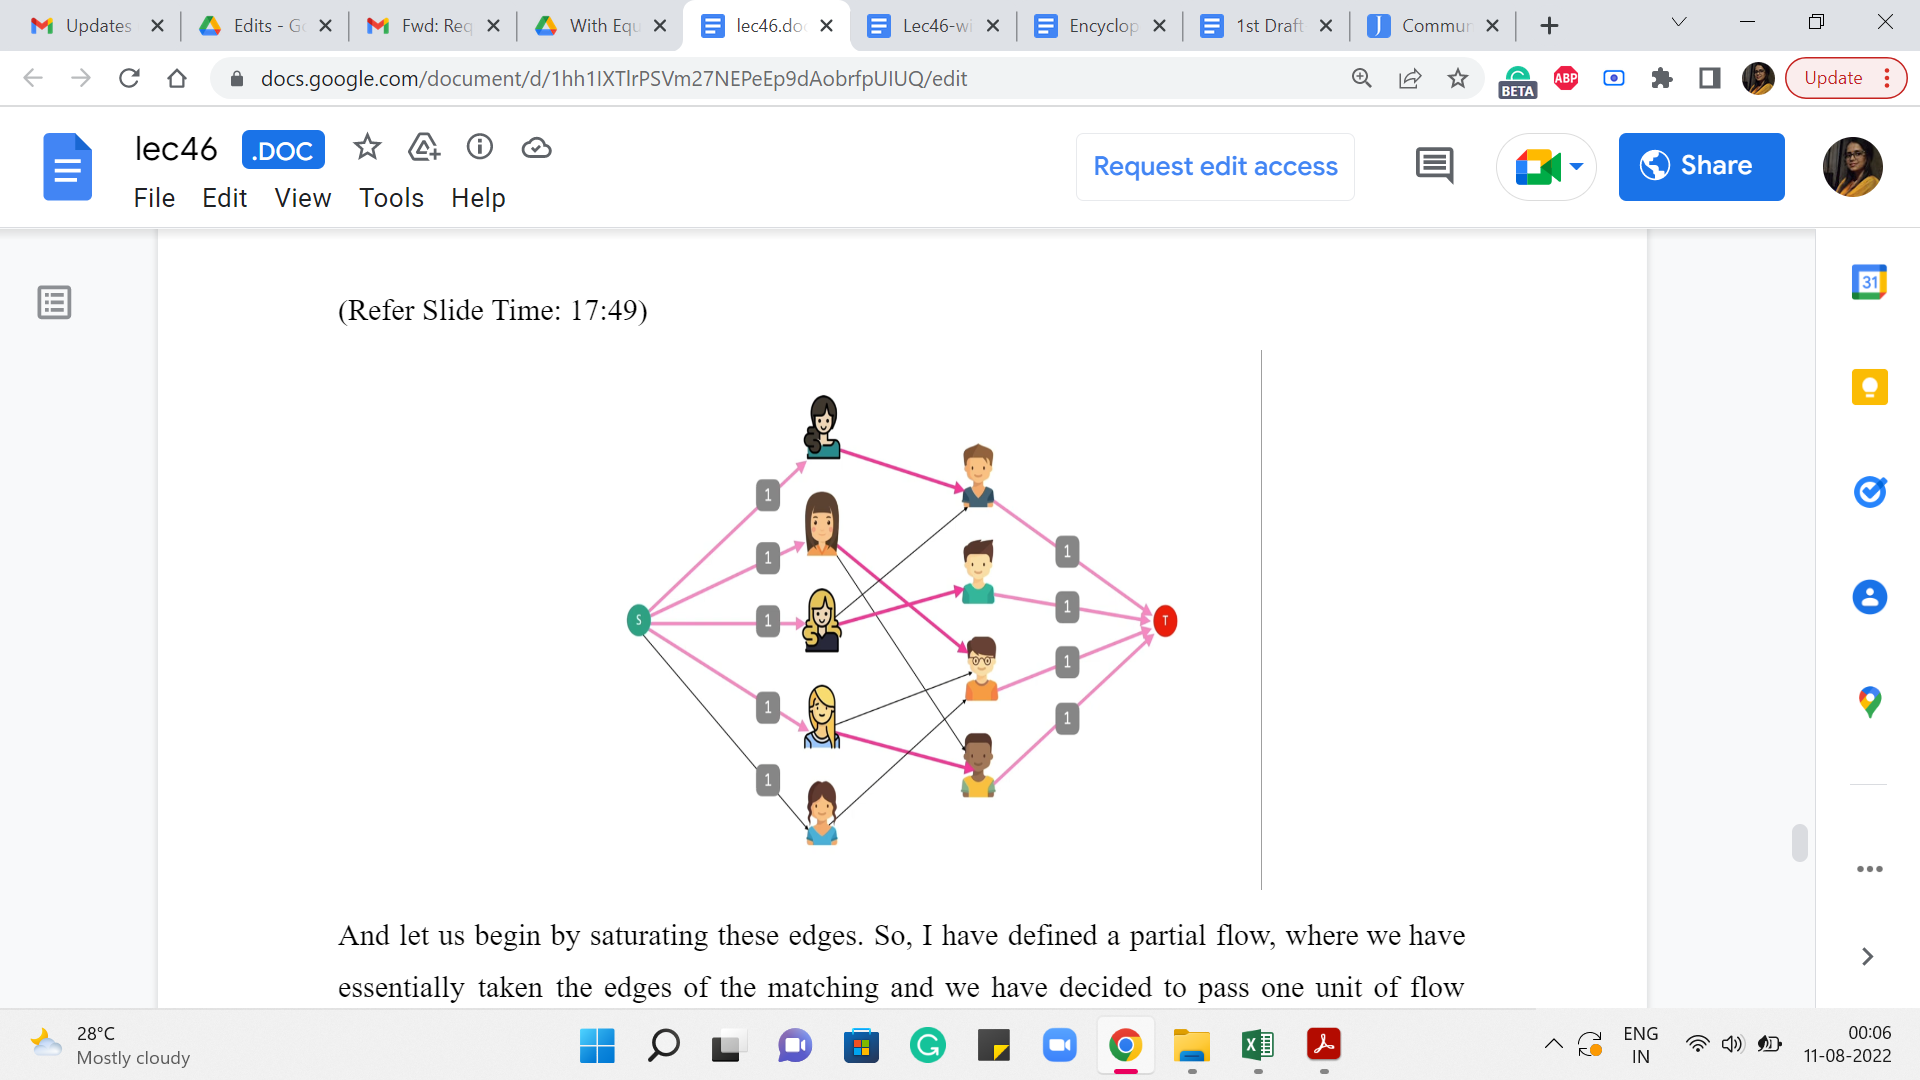 Updates
Edits - Go
Fwd: Req
With Equ
lec46.doc
Lec46-wi
Encyclop
1st Draft
Commun
docs.google.com/document/d/1hh1IXTlrPSVm27NEPeEp9dAobrfpUIUQ/edit
BETA
ABP
Update
lec46
.DOC
File Edit View Tools Help
Request edit access
Share
31
(Refer Slide Time: 17:49)
1
1
1
1
1
S
1
1
1
1
T
And let us begin by saturating these edges. So, I have defined a partial flow, where we have
essentially taken the edges of the matching and we have decided to pass one unit of flow
28°C
Mostly cloudy
ENG
IN
00:06
11-08-2022